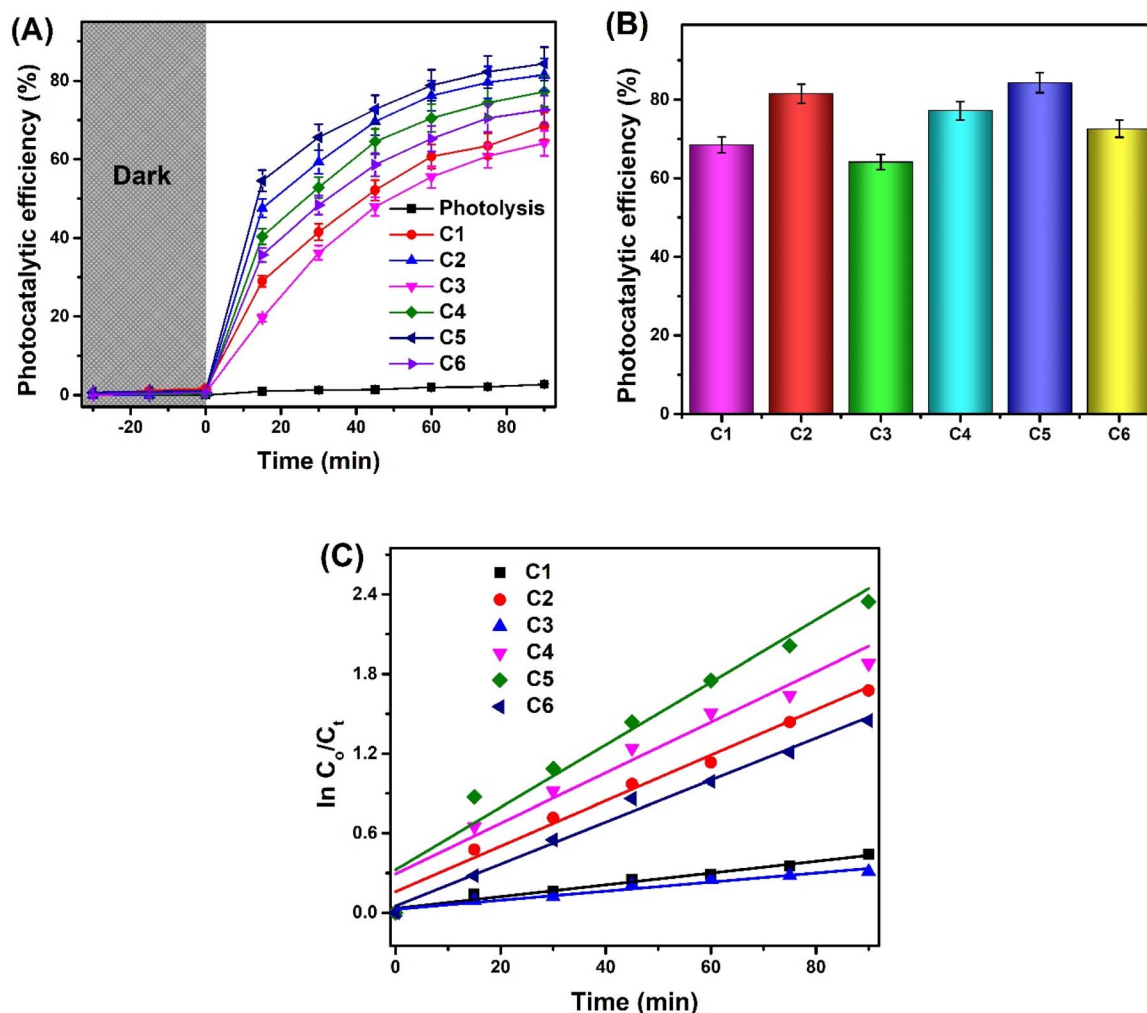 (A)
Photocatalytic efficiency (%)
80
60
40
20
0
Dark
Photolysis
C1
C2
C3
C4
C5
C6
-20 0 20 40 60 80
Time (min)
(B)
Photocatalytic efficiency (%)
80
60
40
20
0
C1 C2 C3 C4 C5 C6
(C)
ln C₀/Cₜ
2.4
1.8
1.2
0.6
0.0
C1
C2
C3
C4
C5
C6
0 20 40 60 80
Time (min)